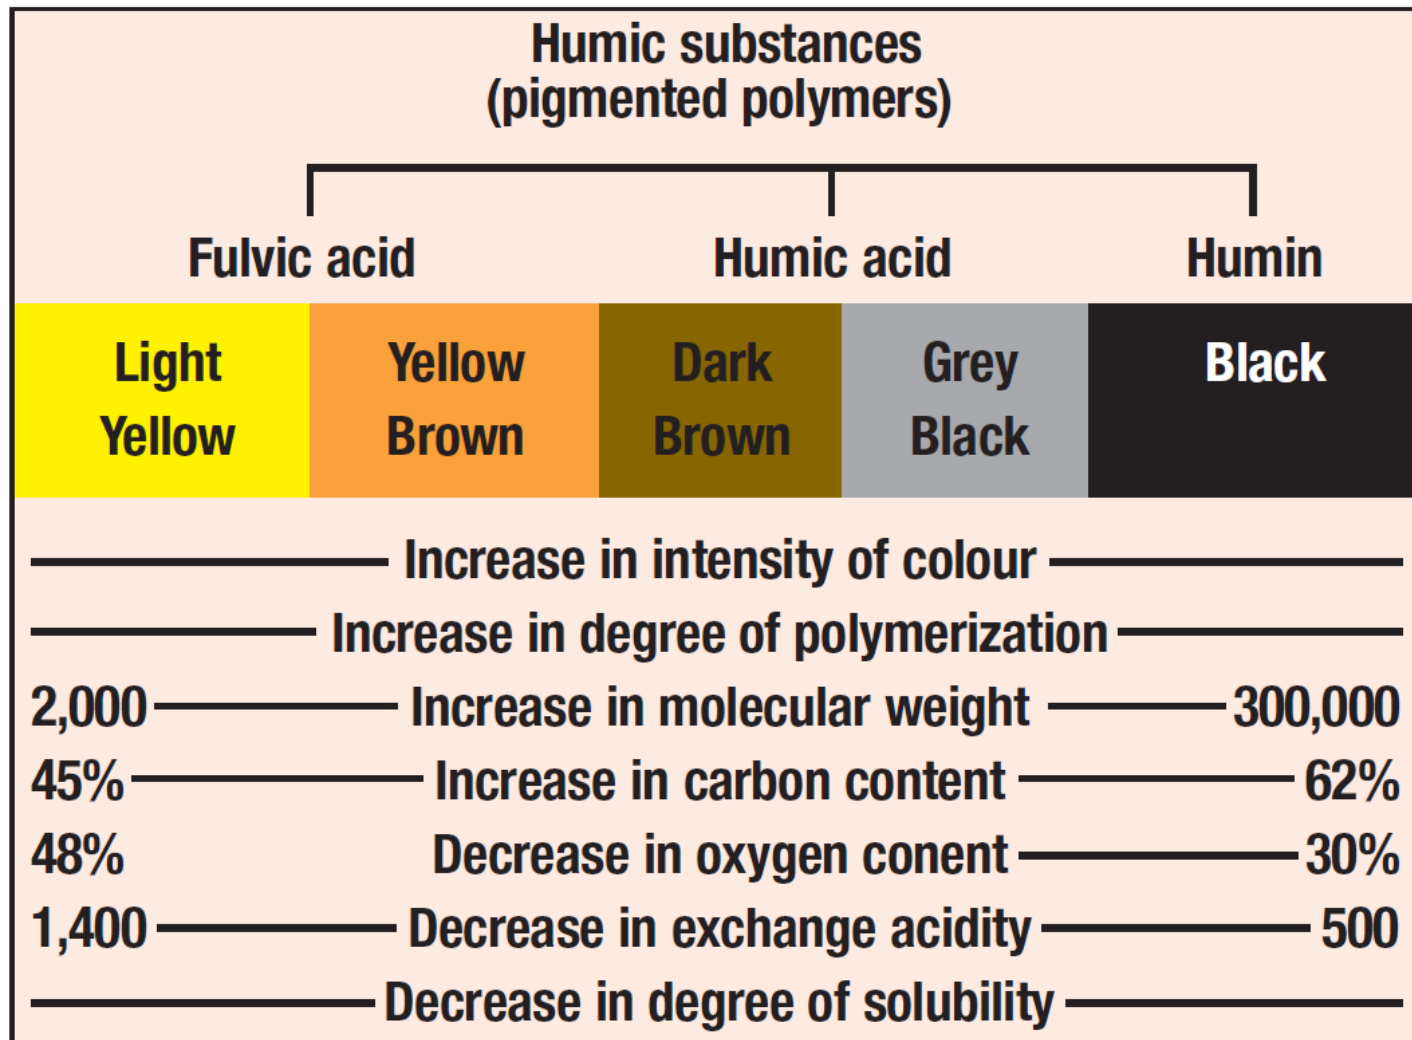 Humic substances
(pigmented polymers)
Fulvic acid Humic acid Humin
Light Yellow Dark Grey Black
Yellow Brown Brown Black
Increase in intensity of colour
Increase in degree of polymerization
2,000 Increase in molecular weight 300,000
45% Increase in carbon content 62%
48% Decrease in oxygen conent 30%
1,400 Decrease in exchange acidity 500
Decrease in degree of solubility